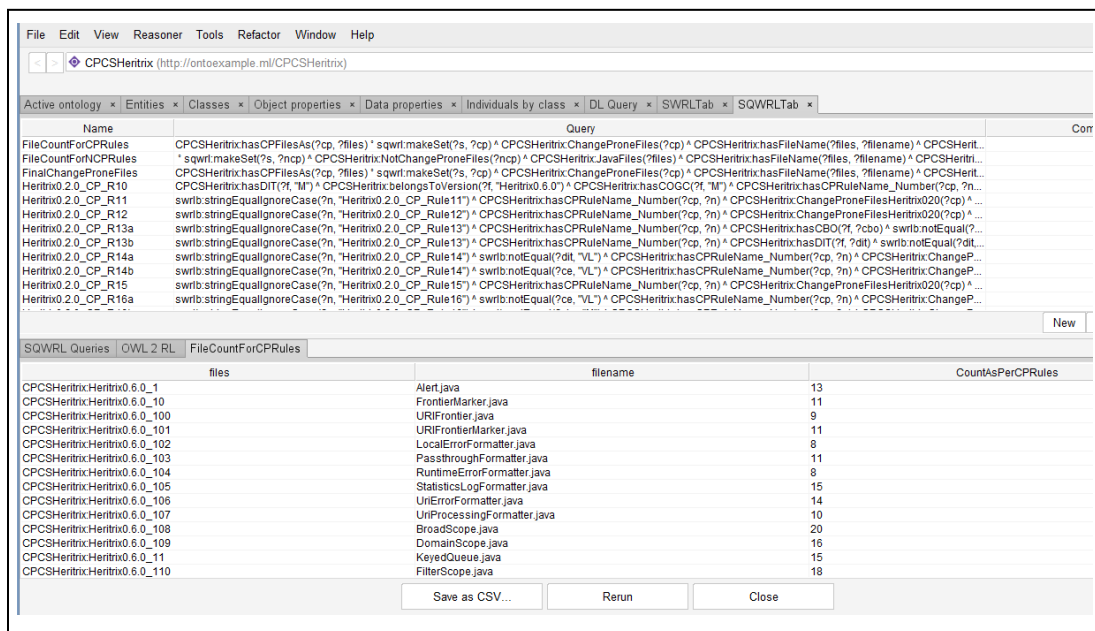 File Edit View Reasoner Tools Refactor Window Help
< > CPCSHeritrix (http://ontoexample.ml/CPCSHeritrix)
Active ontology × Entities × Classes × Object properties × Data properties × Individuals by class × DL Query × SWRLTab × SQWRLTab ×
Name Query Com
FileCountForCPRules CPCSHeritrix:hasCPFilesAs(?cp, ?files) ° sqwrl:makeSet(?s, ?cp) ^ CPCSHeritrix:ChangeProneFiles(?cp) ^ CPCSHeritrix:hasFileName(?files, ?filename) ^ CPCSHerit...
FileCountForNCPRules ° sqwrl:makeSet(?s, ?ncp) ^ CPCSHeritrix:NotChangeProneFiles(?ncp) ^ CPCSHeritrix:JavaFiles(?files) ^ CPCSHeritrix:hasFileName(?files, ?filename) ^ CPCSHeritri...
FinalChangeProneFiles CPCSHeritrix:hasCPFilesAs(?cp, ?files) ° sqwrl:makeSet(?s, ?cp) ^ CPCSHeritrix:ChangeProneFiles(?cp) ^ CPCSHeritrix:hasFileName(?files, ?filename) ^ CPCSHerit...
Heritrix0.2.0_CP_R10 CPCSHeritrix:hasDIT(?f, "M") ^ CPCSHeritrix:belongsToVersion(?f, "Heritrix0.6.0") ^ CPCSHeritrix:hasCOGC(?f, "M") ^ CPCSHeritrix:hasCPRuleName_Number(?cp, ?n...
Heritrix0.2.0_CP_R11 swrlb:stringEqualIgnoreCase(?n, "Heritrix0.2.0_CP_Rule11") ^ CPCSHeritrix:hasCPRuleName_Number(?cp, ?n) ^ CPCSHeritrix:ChangeProneFilesHeritrix020(?cp) ^ ...
Heritrix0.2.0_CP_R12 swrlb:stringEqualIgnoreCase(?n, "Heritrix0.2.0_CP_Rule12") ^ CPCSHeritrix:hasCPRuleName_Number(?cp, ?n) ^ CPCSHeritrix:ChangeProneFilesHeritrix020(?cp) ^ ...
Heritrix0.2.0_CP_R13a swrlb:stringEqualIgnoreCase(?n, "Heritrix0.2.0_CP_Rule13") ^ CPCSHeritrix:hasCPRuleName_Number(?cp, ?n) ^ CPCSHeritrix:hasCBO(?f, ?cbo) ^ swrlb:notEqual(?...
Heritrix0.2.0_CP_R13b swrlb:stringEqualIgnoreCase(?n, "Heritrix0.2.0_CP_Rule13") ^ CPCSHeritrix:hasCPRuleName_Number(?cp, ?n) ^ CPCSHeritrix:hasDIT(?f, ?dit) ^ swrlb:notEqual(?dit,...
Heritrix0.2.0_CP_R14a swrlb:stringEqualIgnoreCase(?n, "Heritrix0.2.0_CP_Rule14") ^ swrlb:notEqual(?dit, "VL") ^ CPCSHeritrix:hasCPRuleName_Number(?cp, ?n) ^ CPCSHeritrix:ChangeP...
Heritrix0.2.0_CP_R14b swrlb:stringEqualIgnoreCase(?n, "Heritrix0.2.0_CP_Rule14") ^ swrlb:notEqual(?ce, "VL") ^ CPCSHeritrix:hasCPRuleName_Number(?cp, ?n) ^ CPCSHeritrix:ChangeP...
Heritrix0.2.0_CP_R15 swrlb:stringEqualIgnoreCase(?n, "Heritrix0.2.0_CP_Rule15") ^ CPCSHeritrix:hasCPRuleName_Number(?cp, ?n) ^ CPCSHeritrix:ChangeProneFilesHeritrix020(?cp) ^ ...
Heritrix0.2.0_CP_R16a swrlb:stringEqualIgnoreCase(?n, "Heritrix0.2.0_CP_Rule16") ^ swrlb:notEqual(?ce, "VL") ^ CPCSHeritrix:hasCPRuleName_Number(?cp, ?n) ^ CPCSHeritrix:ChangeP...
New
SQWRL Queries OWL 2 RL FileCountForCPRules
files filename CountAsPerCPRules
CPCSHeritrix:Heritrix0.6.0_1 Alert.java 13
CPCSHeritrix:Heritrix0.6.0_10 FrontierMarker.java 11
CPCSHeritrix:Heritrix0.6.0_100 URIFrontier.java 9
CPCSHeritrix:Heritrix0.6.0_101 URIFrontierMarker.java 11
CPCSHeritrix:Heritrix0.6.0_102 LocalErrorFormatter.java 8
CPCSHeritrix:Heritrix0.6.0_103 PassthroughFormatter.java 11
CPCSHeritrix:Heritrix0.6.0_104 RuntimeErrorFormatter.java 8
CPCSHeritrix:Heritrix0.6.0_105 StatisticsLogFormatter.java 15
CPCSHeritrix:Heritrix0.6.0_106 UriErrorFormatter.java 14
CPCSHeritrix:Heritrix0.6.0_107 UriProcessingFormatter.java 10
CPCSHeritrix:Heritrix0.6.0_108 BroadScope.java 20
CPCSHeritrix:Heritrix0.6.0_109 DomainScope.java 16
CPCSHeritrix:Heritrix0.6.0_11 KeyedQueue.java 15
CPCSHeritrix:Heritrix0.6.0_110 FilterScope.java 18
Save as CSV... Rerun Close